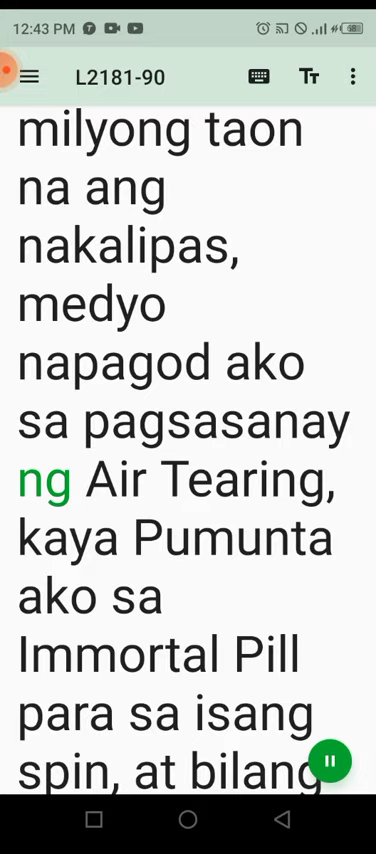 12:43 PM
L2181-90
milyong taon
na ang
nakalipas,
medyo
napagod ako
sa pagsasanay
ng Air Tearing,
kaya Pumunta
ako sa
Immortal Pill
para sa isang
spin, at bilang